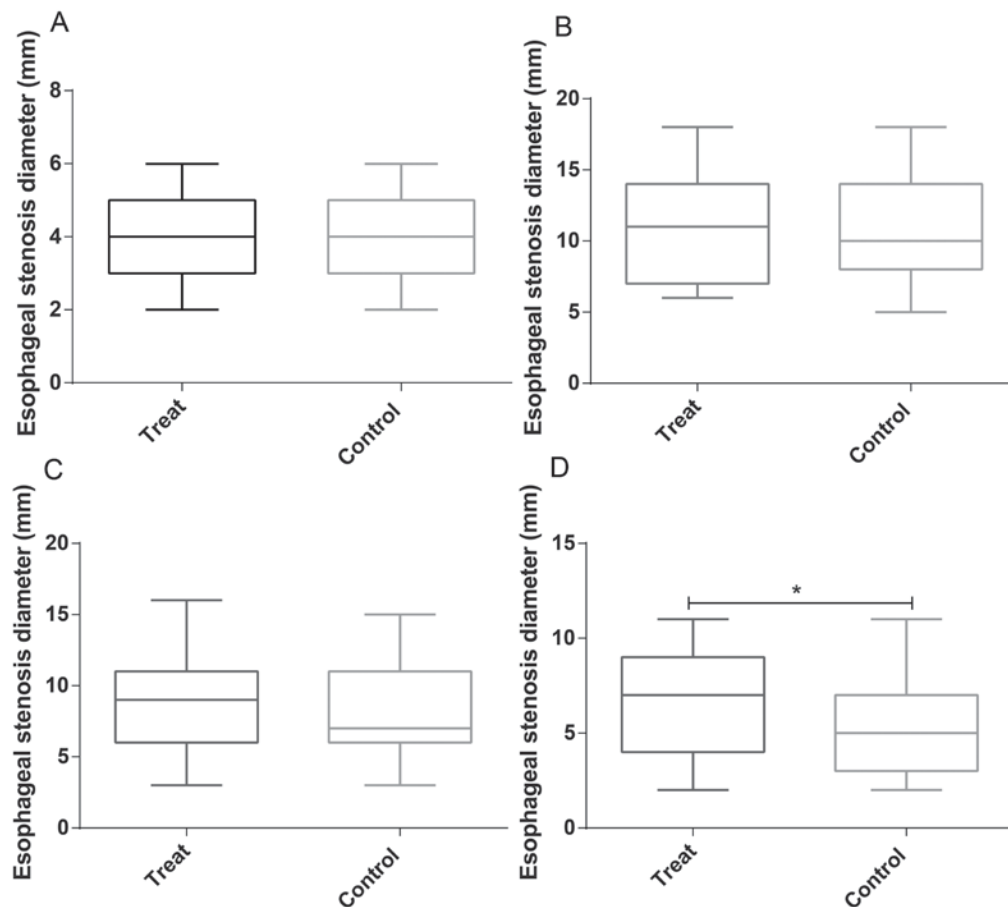 A
Esophageal stenosis diameter (mm)
8
6
4
2
0
Treat
Control
B
Esophageal stenosis diameter (mm)
20
15
10
5
0
Treat
Control
C
Esophageal stenosis diameter (mm)
20
15
10
5
0
Treat
Control
D
Esophageal stenosis diameter (mm)
15
10
5
0
*
Treat
Control